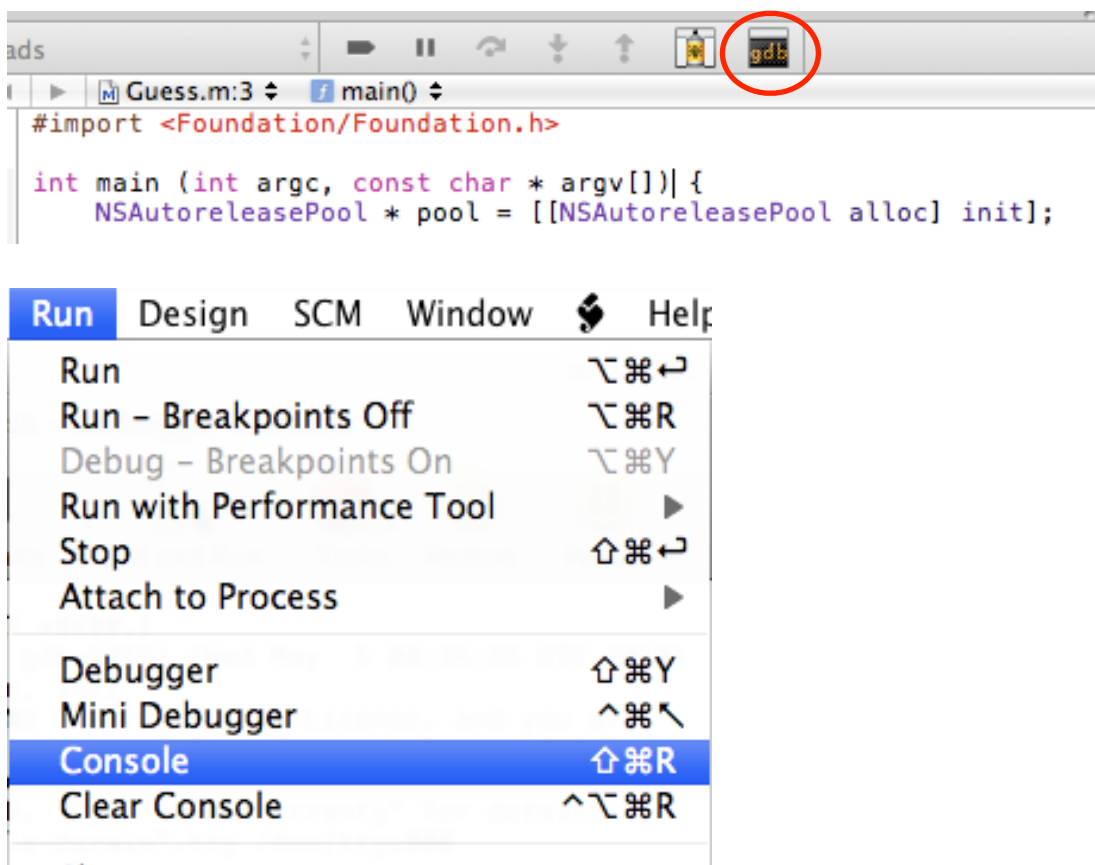 ads
gdb
Guess.m:3 main()
#import <Foundation/Foundation.h>
int main (int argc, const char * argv[]) {
NSAutoreleasePool * pool = [[NSAutoreleasePool alloc] init];
Run Design SCM Window Help
Run ⌥⌘↩
Run – Breakpoints Off ⌥⌘R
Debug – Breakpoints On ⌥⌘Y
Run with Performance Tool ▶
Stop ⇧⌘↩
Attach to Process ▶
Debugger ⇧⌘Y
Mini Debugger ^⌘↖
Console ⇧⌘R
Clear Console ^⌥⌘R